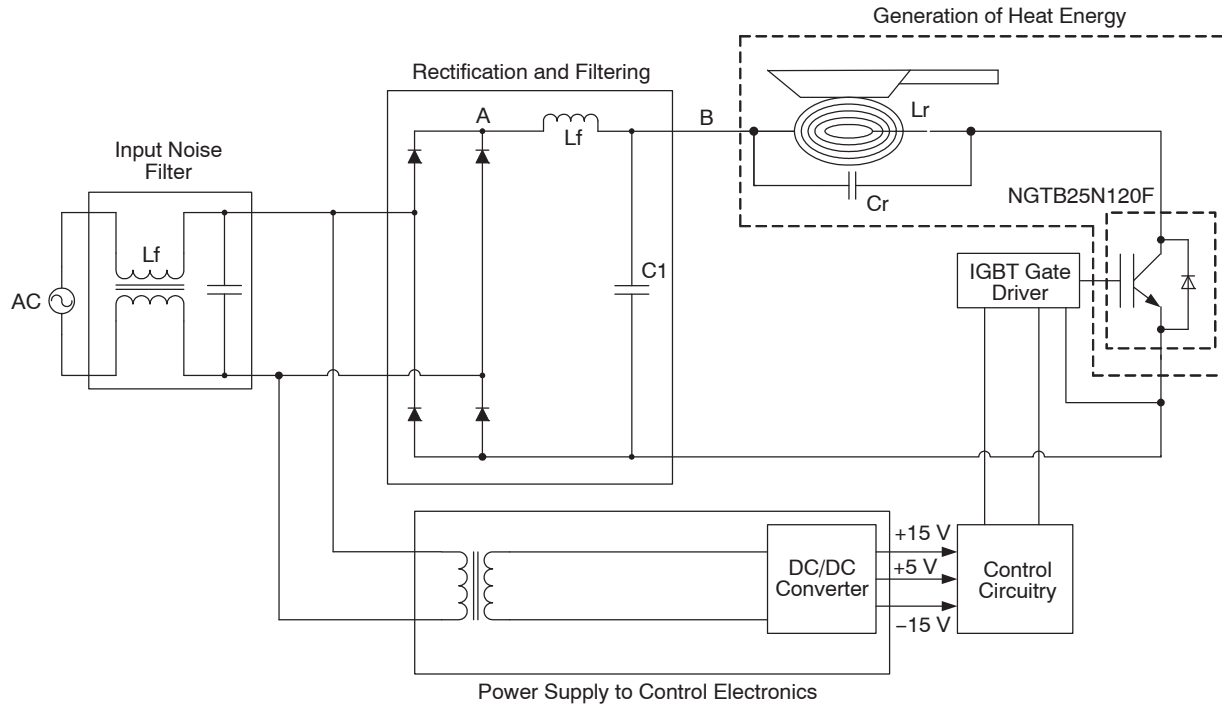 Generation of Heat Energy
Rectification and Filtering
A
B
Lf
Lr
Cr
Input Noise
Filter
Lf
AC
C1
NGTB25N120F
IGBT Gate
Driver
DC/DC
Converter
+15 V
+5 V
−15 V
Control
Circuitry
Power Supply to Control Electronics